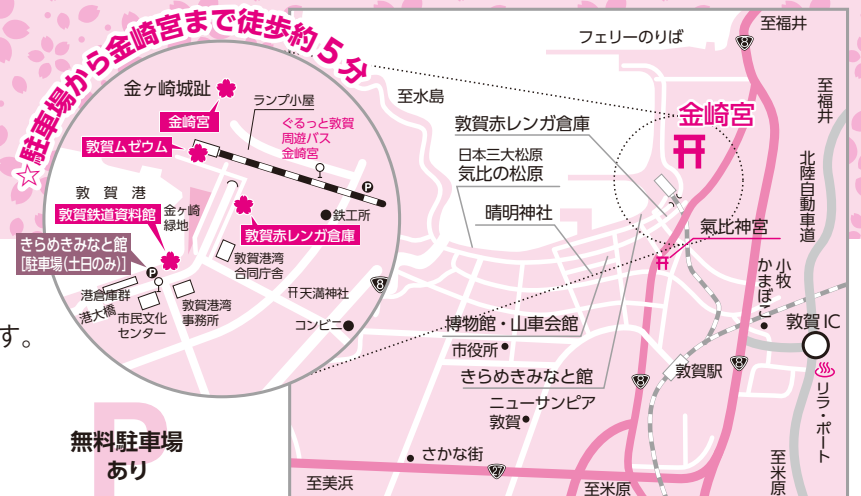 ☆駐車場から金崎宮まで徒歩約5分
金ヶ崎城趾
金崎宮
ランプ小屋
敦賀ムゼウム
ぐるっと敦賀
周遊バス
金崎宮
P
敦賀港
敦賀鉄道資料館
金ヶ崎
緑地
鉄工所
敦賀赤レンガ倉庫
きらめきみなと館
[駐車場(土日のみ)]
P
敦賀港湾
合同庁舎
8
港倉庫群
港大橋
市民文化
センター
敦賀港湾
事務所
天満神社
コンビニ
す。
P
無料駐車場
あり
フェリーのりば
至福井
8
至水島
至福井
敦賀赤レンガ倉庫
金崎宮
日本三大松原
気比の松原
北陸自動車道
晴明神社
氣比神宮
小牧
かまぼこ
敦賀IC
博物館・山車会館
市役所
きらめきみなと館
敦賀駅
8
8
リラ・ポート
ニューサンピア
敦賀
さかな街
27
至美浜
至米原
至米原